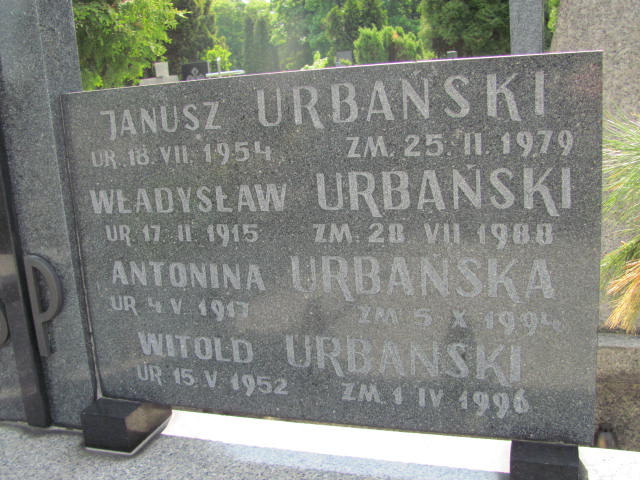 JANUSZ URBAŃSKI
UR. 18. VII. 1954. ZM. 25. II. 1979
WŁADYSŁAW URBAŃSKI
UR. 17. II. 1915 ZM. 28 VII 1988
ANTONINA URBAŃSKA
UR. 4 V. 1917 ZM. 5 X 1994
WITOLD URBAŃSKI
UR. 15. V. 1952 ZM. 1 IV 1996